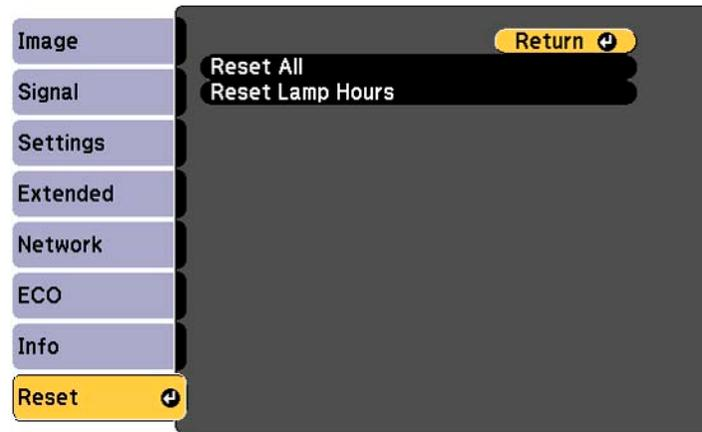 Image
Signal
Settings
Extended
Network
ECO
Info
Reset
Return
Reset All
Reset Lamp Hours